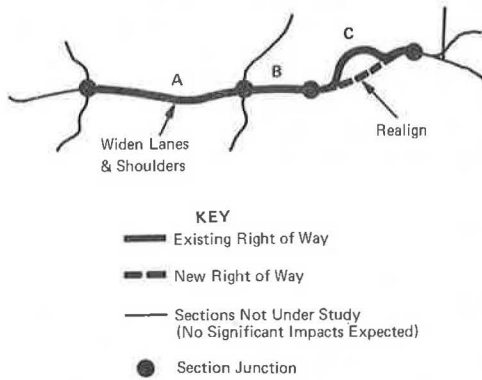 C
A
B
Widen Lanes
& Shoulders
Realign
KEY
Existing Right of Way
New Right of Way
Sections Not Under Study
(No Significant Impacts Expected)
Section Junction